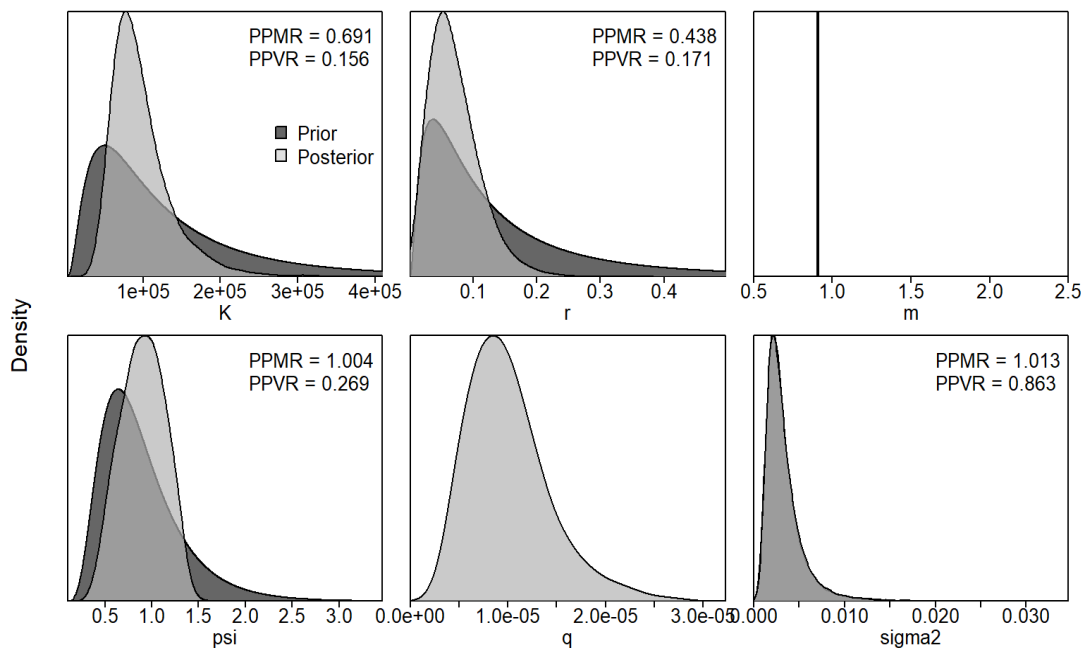 PPMR = 0.691
PPVR = 0.156
Prior
Posterior
1e+05 2e+05 3e+05 4e+05
K
PPMR = 0.438
PPVR = 0.171
0.1 0.2 0.3 0.4
r
0.5 1.0 1.5 2.0 2.5
m
Density
PPMR = 1.004
PPVR = 0.269
0.5 1.0 1.5 2.0 2.5 3.0
psi
0.0e+00 1.0e-05 2.0e-05 3.0e-05
q
PPMR = 1.013
PPVR = 0.863
0.000 0.010 0.020 0.030
sigma2